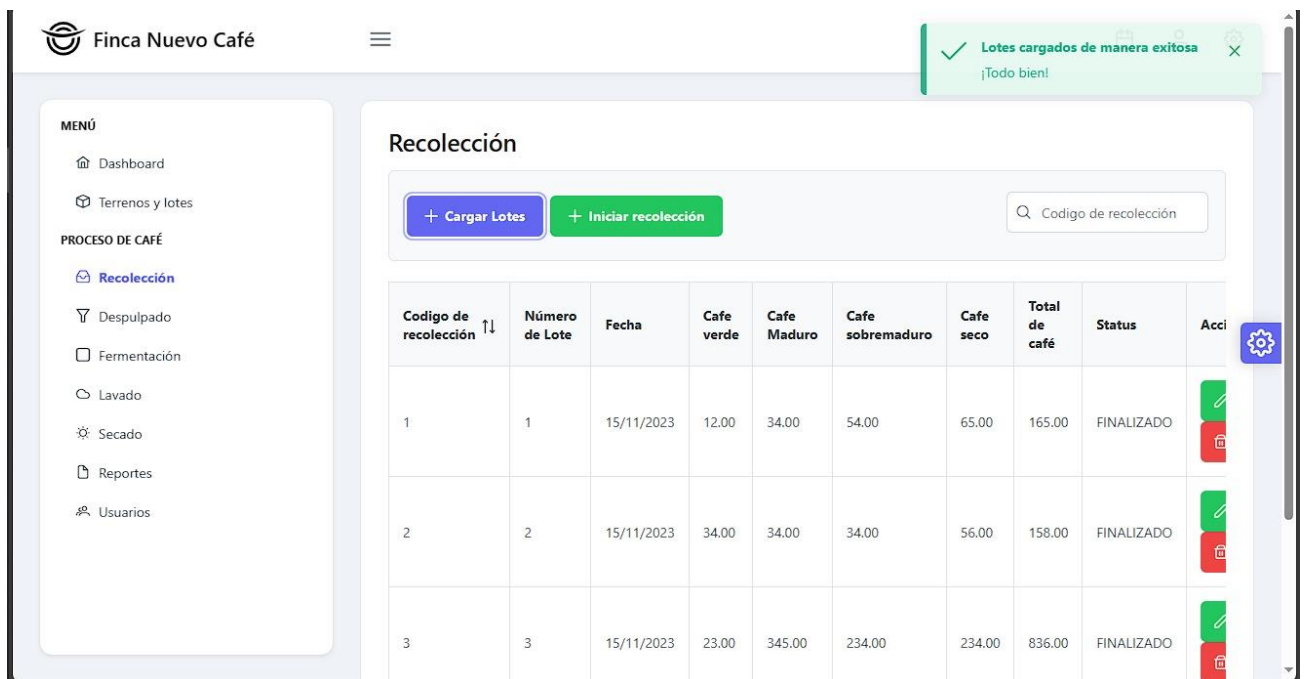 Finca Nuevo Café
Lotes cargados de manera exitosa
¡Todo bien!
MENÚ
Dashboard
Terrenos y lotes
PROCESO DE CAFÉ
Recolección
Despulpado
Fermentación
Lavado
Secado
Reportes
Usuarios
Recolección
Cargar Lotes
Iniciar recolección
Codigo de recolección
Codigo de recolección Número de Lote Fecha Cafe verde Cafe Maduro Cafe sobremaduro Cafe seco Total de café Status Acci
1 1 15/11/2023 12.00 34.00 54.00 65.00 165.00 FINALIZADO
2 2 15/11/2023 34.00 34.00 34.00 56.00 158.00 FINALIZADO
3 3 15/11/2023 23.00 345.00 234.00 234.00 836.00 FINALIZADO